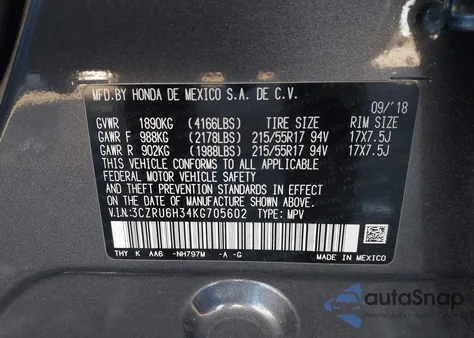 MFD.BY HONDA DE MEXICO S.A. DE C.V.
09/'18
GVWR 1890KG (4166LBS) TIRE SIZE RIM SIZE
GAWR F 988KG (2178LBS) 215/55R17 94V 17X7.5J
GAWR R 902KG (1988LBS) 215/55R17 94V 17X7.5J
THIS VEHICLE CONFORMS TO ALL APPLICABLE
FEDERAL MOTOR VEHICLE SAFETY
AND THEFT PREVENTION STANDARDS IN EFFECT
ON THE DATE OF MANUFACTURE SHOWN ABOVE.
V.I.N:3CZRU6H34KG705602 TYPE: MPV
THY K AA6 -NH797M -A -G MADE IN MEXICO
autaSnap